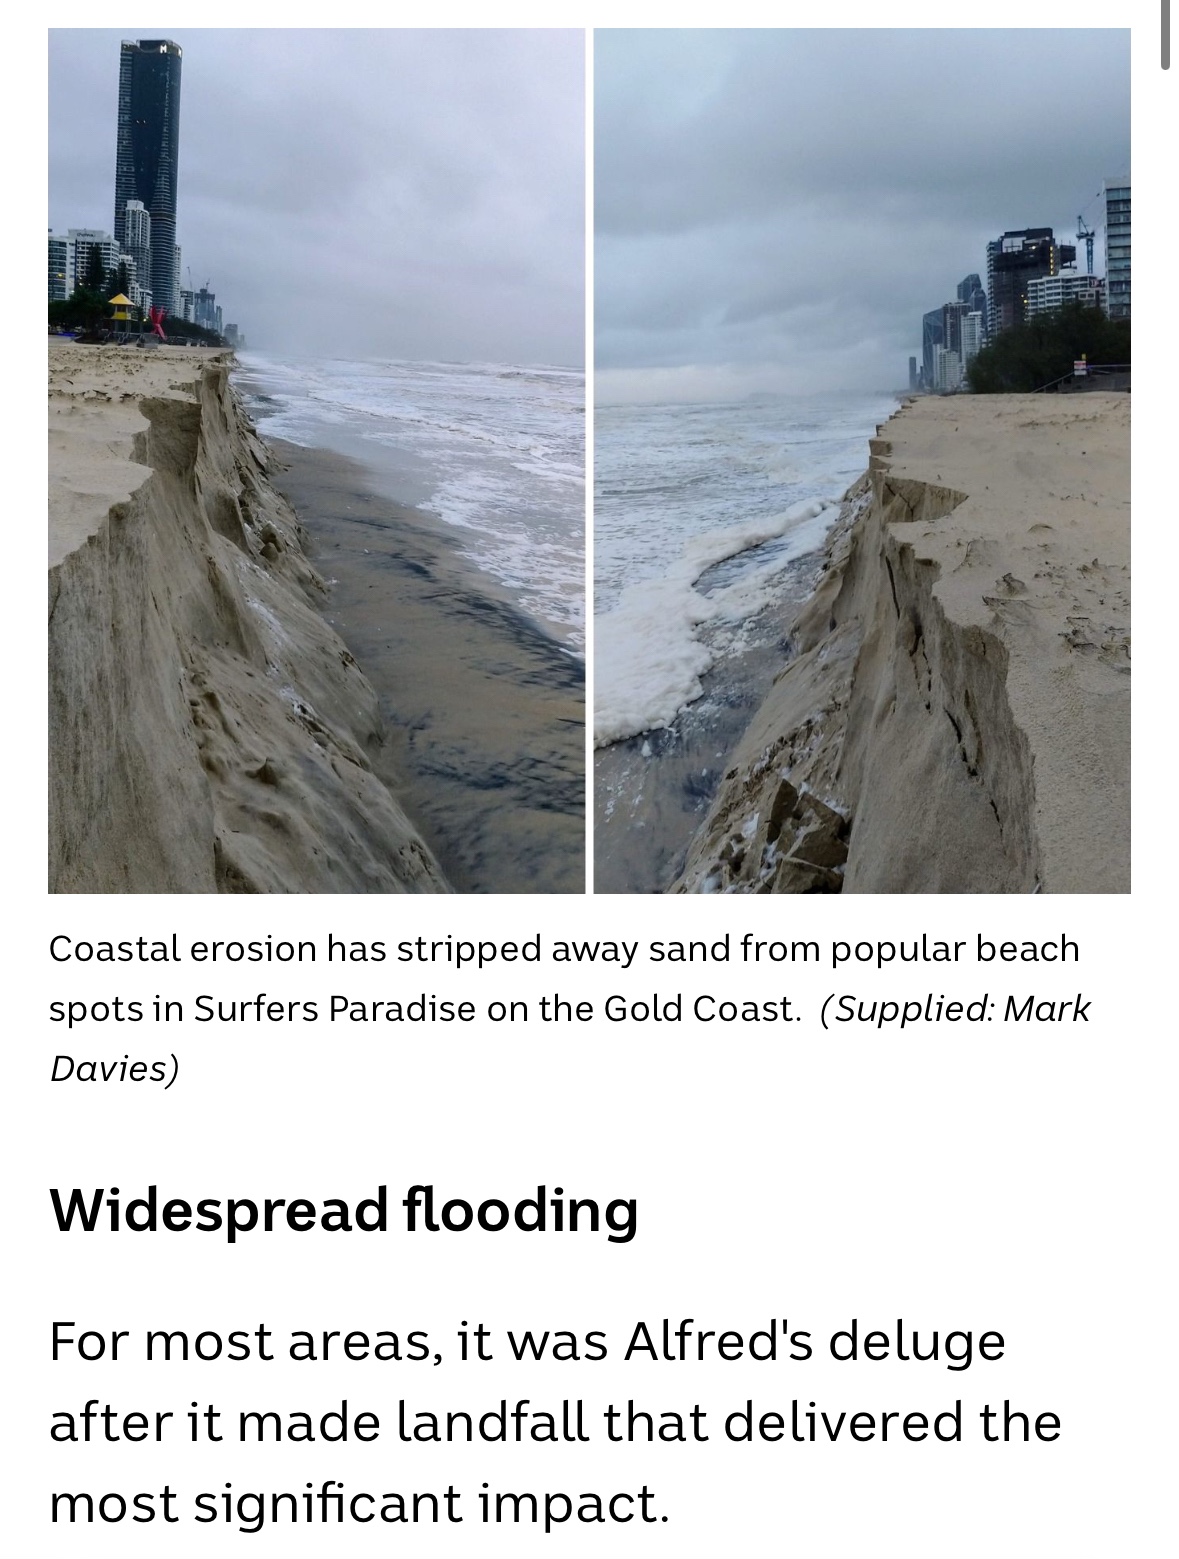 Coastal erosion has stripped away sand from popular beach
spots in Surfers Paradise on the Gold Coast. (Supplied: Mark
Davies)
Widespread flooding
For most areas, it was Alfred's deluge
after it made landfall that delivered the
most significant impact.